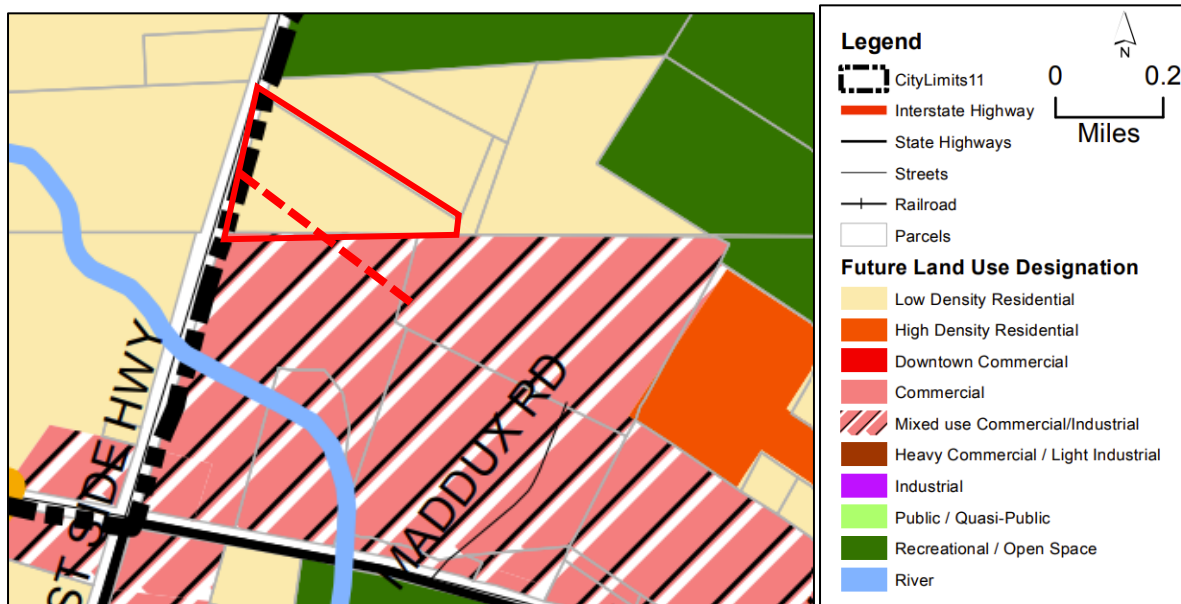 ST SIDE HWY
MADDUX RD
Legend
CityLimits11
Interstate Highway
State Highways
Streets
Railroad
Parcels
N
0 0.2
Miles
Future Land Use Designation
Low Density Residential
High Density Residential
Downtown Commercial
Commercial
Mixed use Commercial/Industrial
Heavy Commercial / Light Industrial
Industrial
Public / Quasi-Public
Recreational / Open Space
River